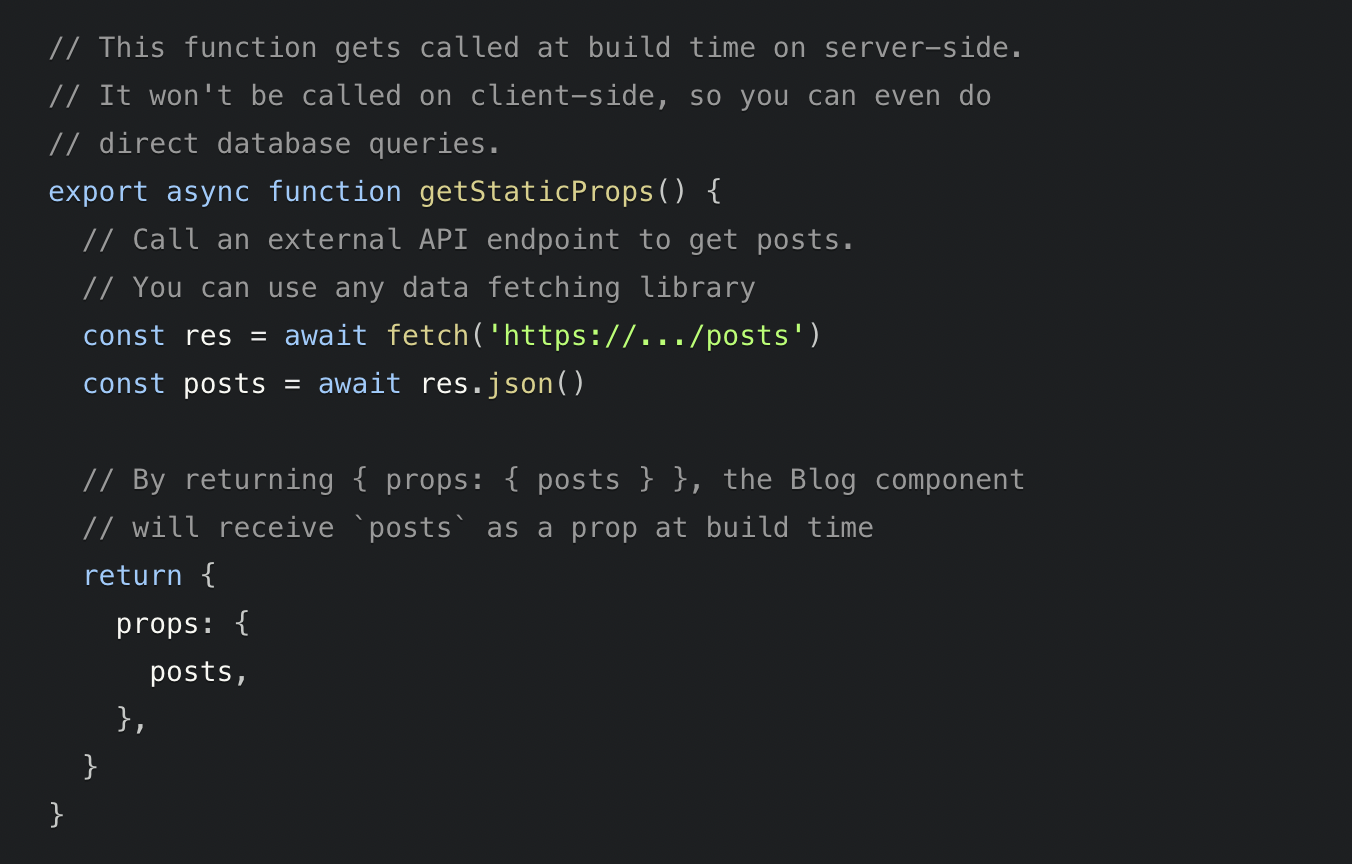 // This function gets called at build time on server-side.
// It won't be called on client-side, so you can even do
// direct database queries.
export async function getStaticProps() {
  // Call an external API endpoint to get posts.
  // You can use any data fetching library
  const res = await fetch('https://.../posts')
  const posts = await res.json()

  // By returning { props: { posts } }, the Blog component
  // will receive `posts` as a prop at build time
  return {
    props: {
      posts,
    },
  }
}